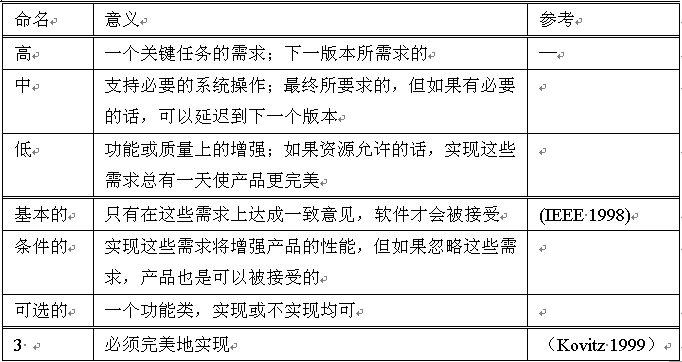 命名 意义 参考
高 一个关键任务的需求；下一版本所需求的 —
中 支持必要的系统操作；最终所要求的，但如果有必要
的话，可以延迟到下一个版本
低 功能或质量上的增强；如果资源允许的话，实现这些
需求总有一天使产品更完美
基本的 只有在这些需求上达成一致意见，软件才会被接受 (IEEE 1998)
条件的 实现这些需求将增强产品的性能，但如果忽略这些需
求，产品也是可以被接受的
可选的 一个功能类，实现或不实现均可
3 必须完美地实现 （Kovitz 1999）